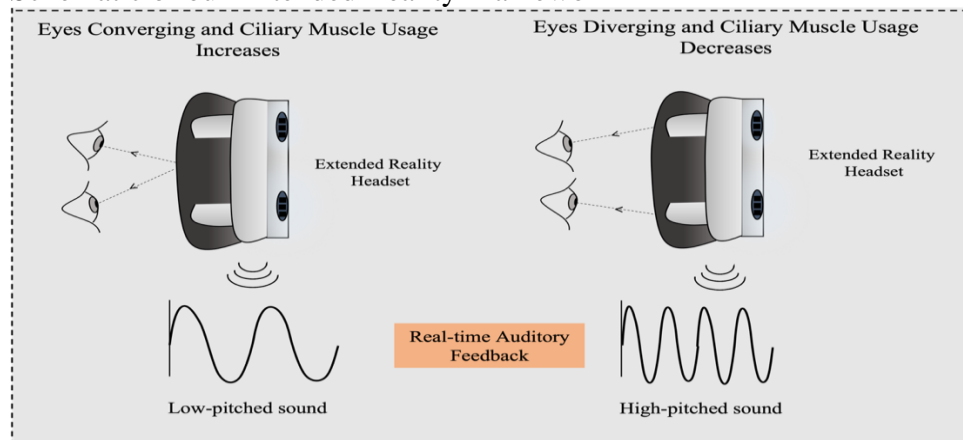 Eyes Converging and Ciliary Muscle Usage
Increases
Eyes Diverging and Ciliary Muscle Usage
Decreases
Extended Reality
Headset
Extended Reality
Headset
Real-time Auditory
Feedback
Low-pitched sound
High-pitched sound